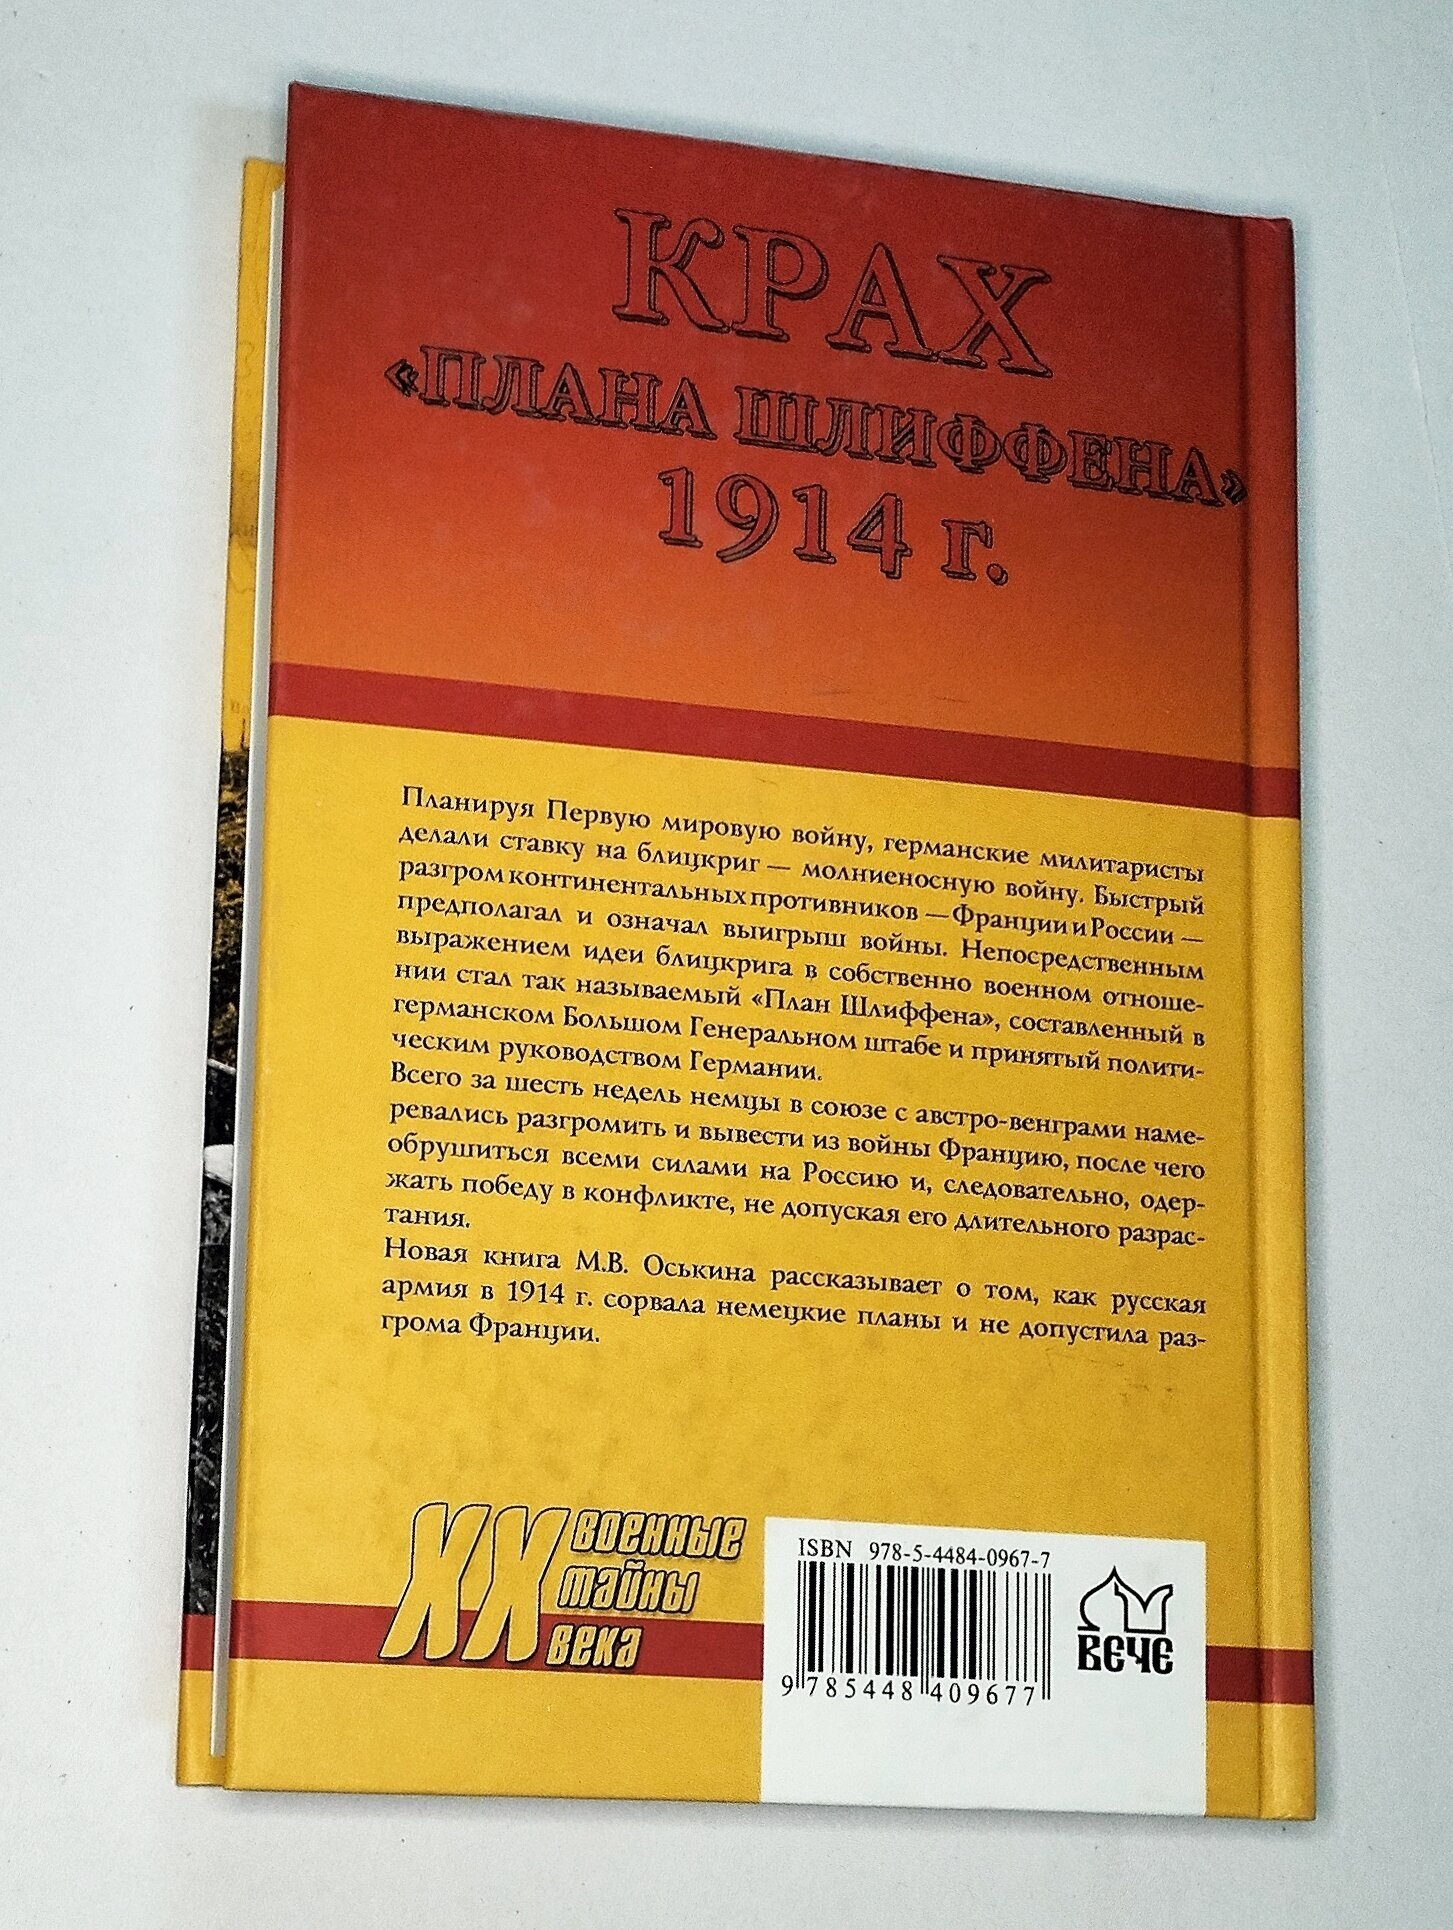 КРАХ
«ПЛАНА ШЛИФФЕНА»
1914 г.
Планируя Первую мировую войну, германские милитаристы
делали ставку на блицкриг — молниеносную войну. Быстрый
разгром континентальных противников — Франции и России —
предполагал и означал выигрыш войны. Непосредственным
выражением идеи блицкрига в собственно военном отноше-
нии стал так называемый «План Шлиффена», составленный в
германском Большом Генеральном штабе и принятый полити-
ческим руководством Германии.
Всего за шесть недель немцы в союзе с австро-венграми наме-
ревались разгромить и вывести из войны Францию, после чего
обрушиться всеми силами на Россию и, следовательно, одер-
жать победу в конфликте, не допуская его длительного разрас-
тания.
Новая книга М.В. Оськина рассказывает о том, как русская
армия в 1914 г. сорвала немецкие планы и не допустила раз-
грома Франции.
XX военные
тайны
века
ISBN 978-5-4484-0967-7
9 785448 409677
ВЕЧЕ